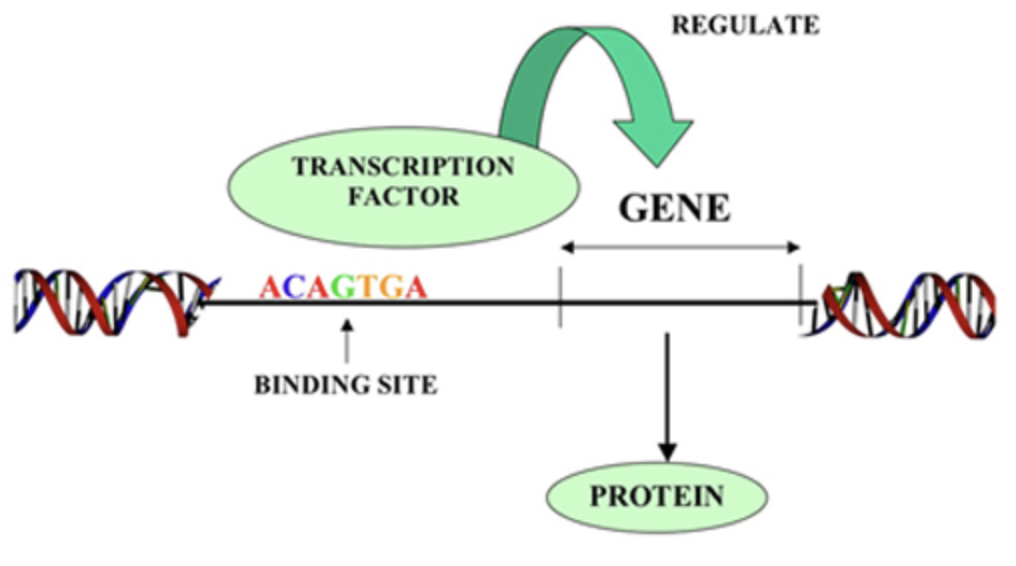 REGULATE
TRANSCRIPTION
FACTOR
GENE
ACAGTGA
BINDING SITE
PROTEIN